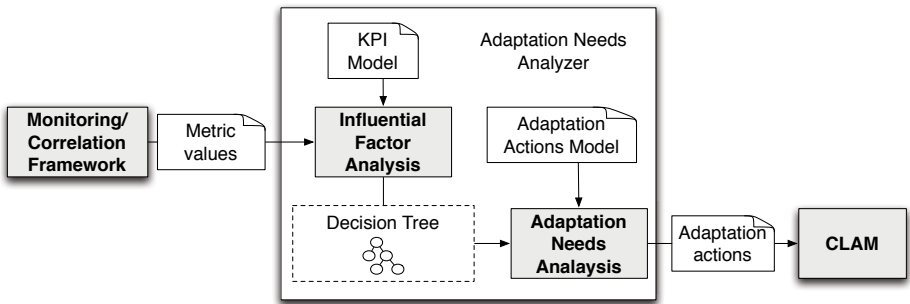 KPI
Model
Adaptation Needs
Analyzer
Monitoring/
Correlation
Framework
Metric
values
Influential
Factor
Analysis
Adaptation
Actions Model
Decision Tree
Adaptation
Needs
Analaysis
Adaptation
actions
CLAM